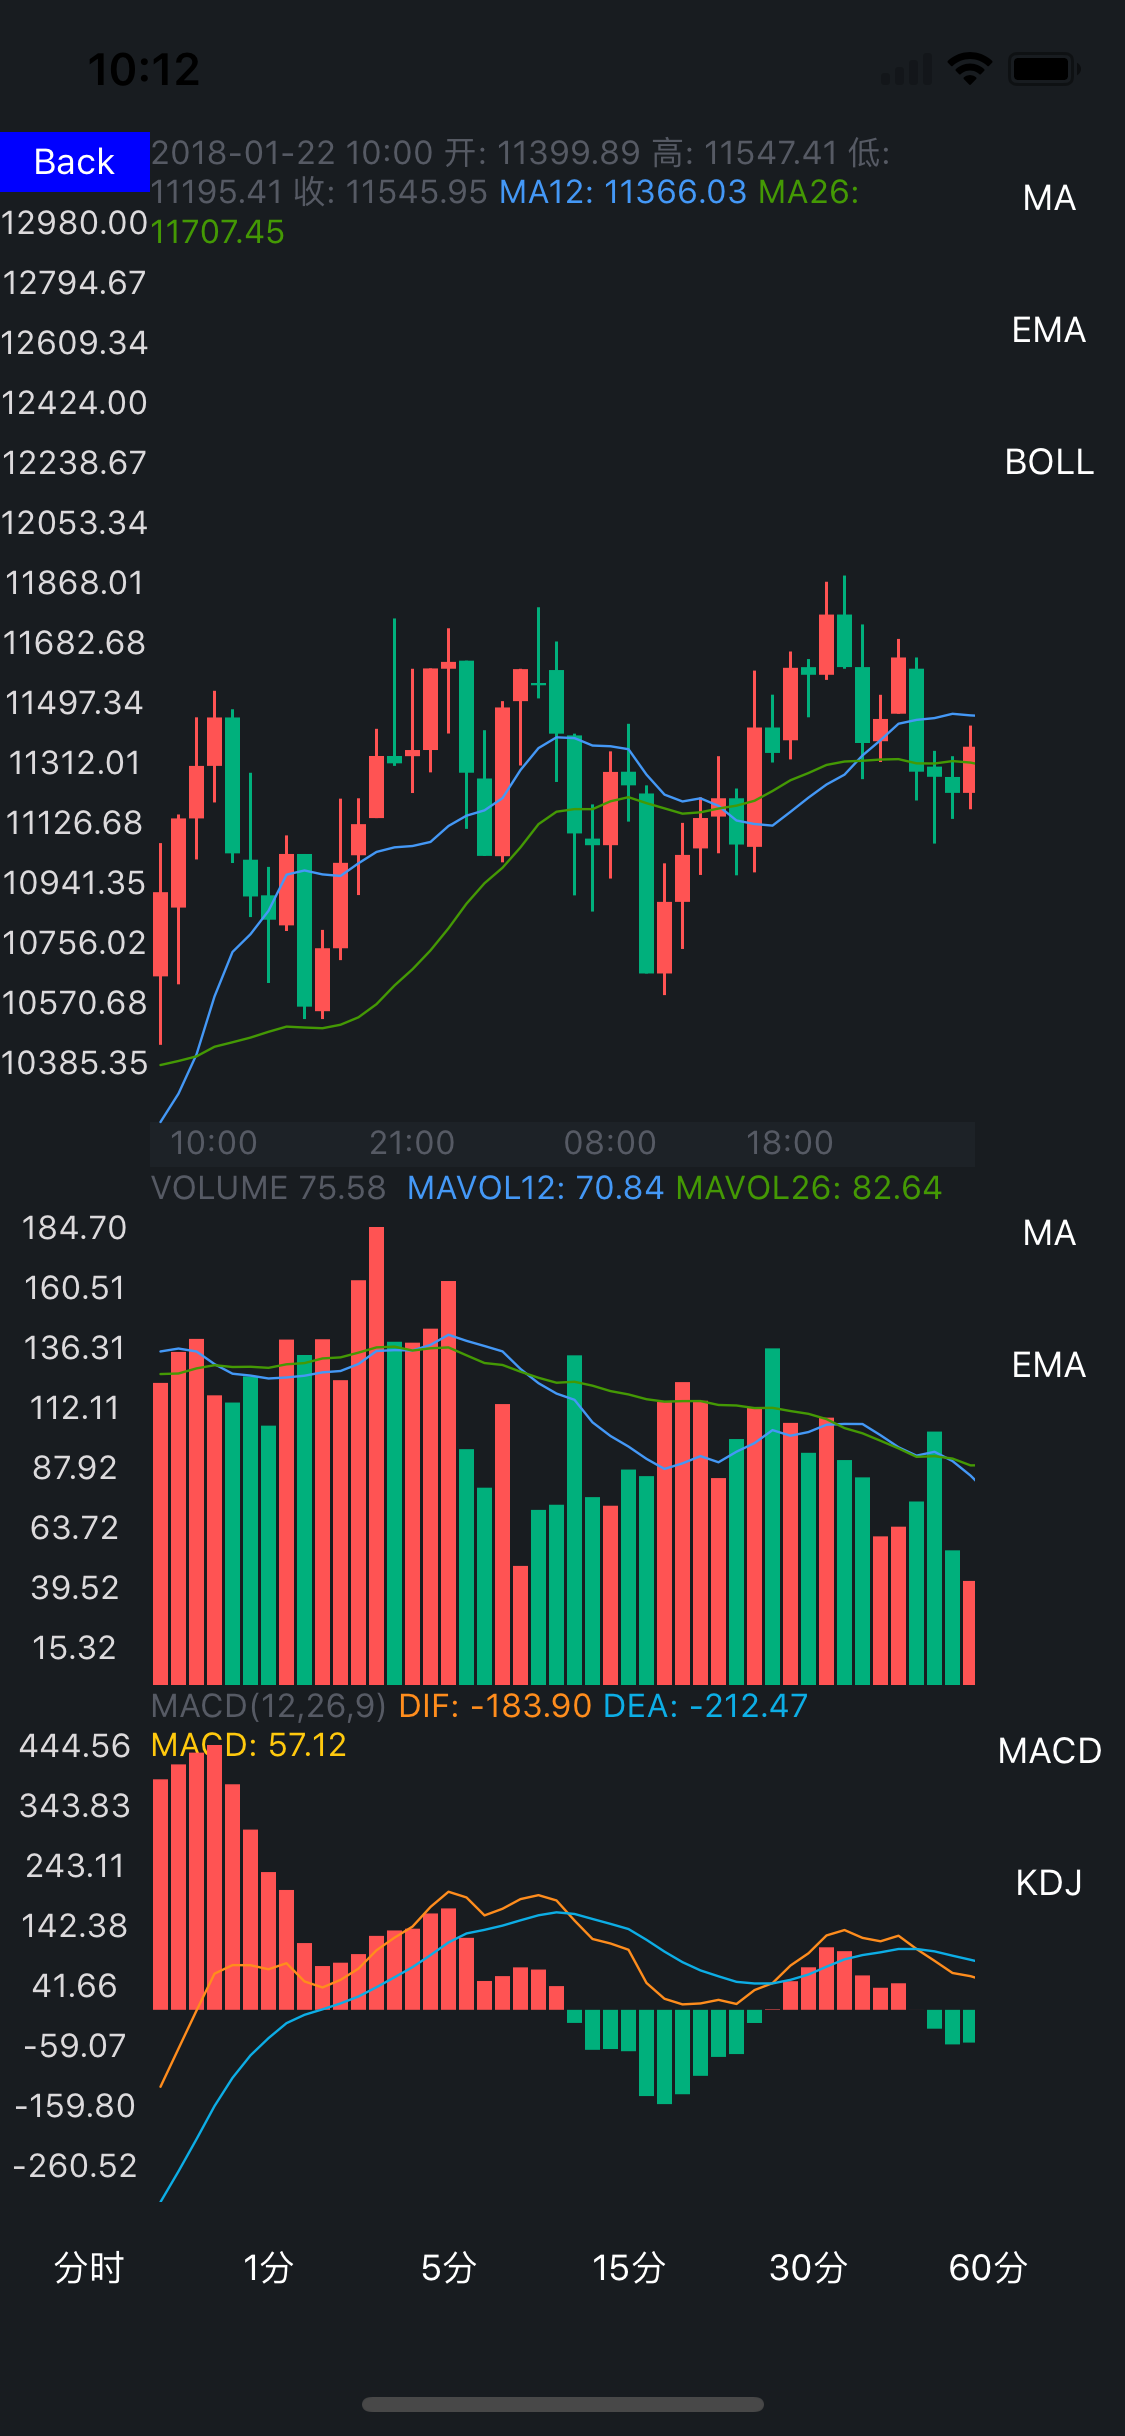 10:12
Back
2018-01-22 10:00 开: 11399.89 高: 11547.41 低:
11195.41 收: 11545.95 MA12: 11366.03 MA26:
11707.45
MA
EMA
BOLL
12980.00
12794.67
12609.34
12424.00
12238.67
12053.34
11868.01
11682.68
11497.34
11312.01
11126.68
10941.35
10756.02
10570.68
10385.35
10:00 21:00 08:00 18:00
VOLUME 75.58 MAVOL12: 70.84 MAVOL26: 82.64
MA
EMA
184.70
160.51
136.31
112.11
87.92
63.72
39.52
15.32
MACD(12,26,9) DIF: -183.90 DEA: -212.47
MACD: 57.12
MACD
KDJ
444.56
343.83
243.11
142.38
41.66
-59.07
-159.80
-260.52
分时 1分 5分 15分 30分 60分